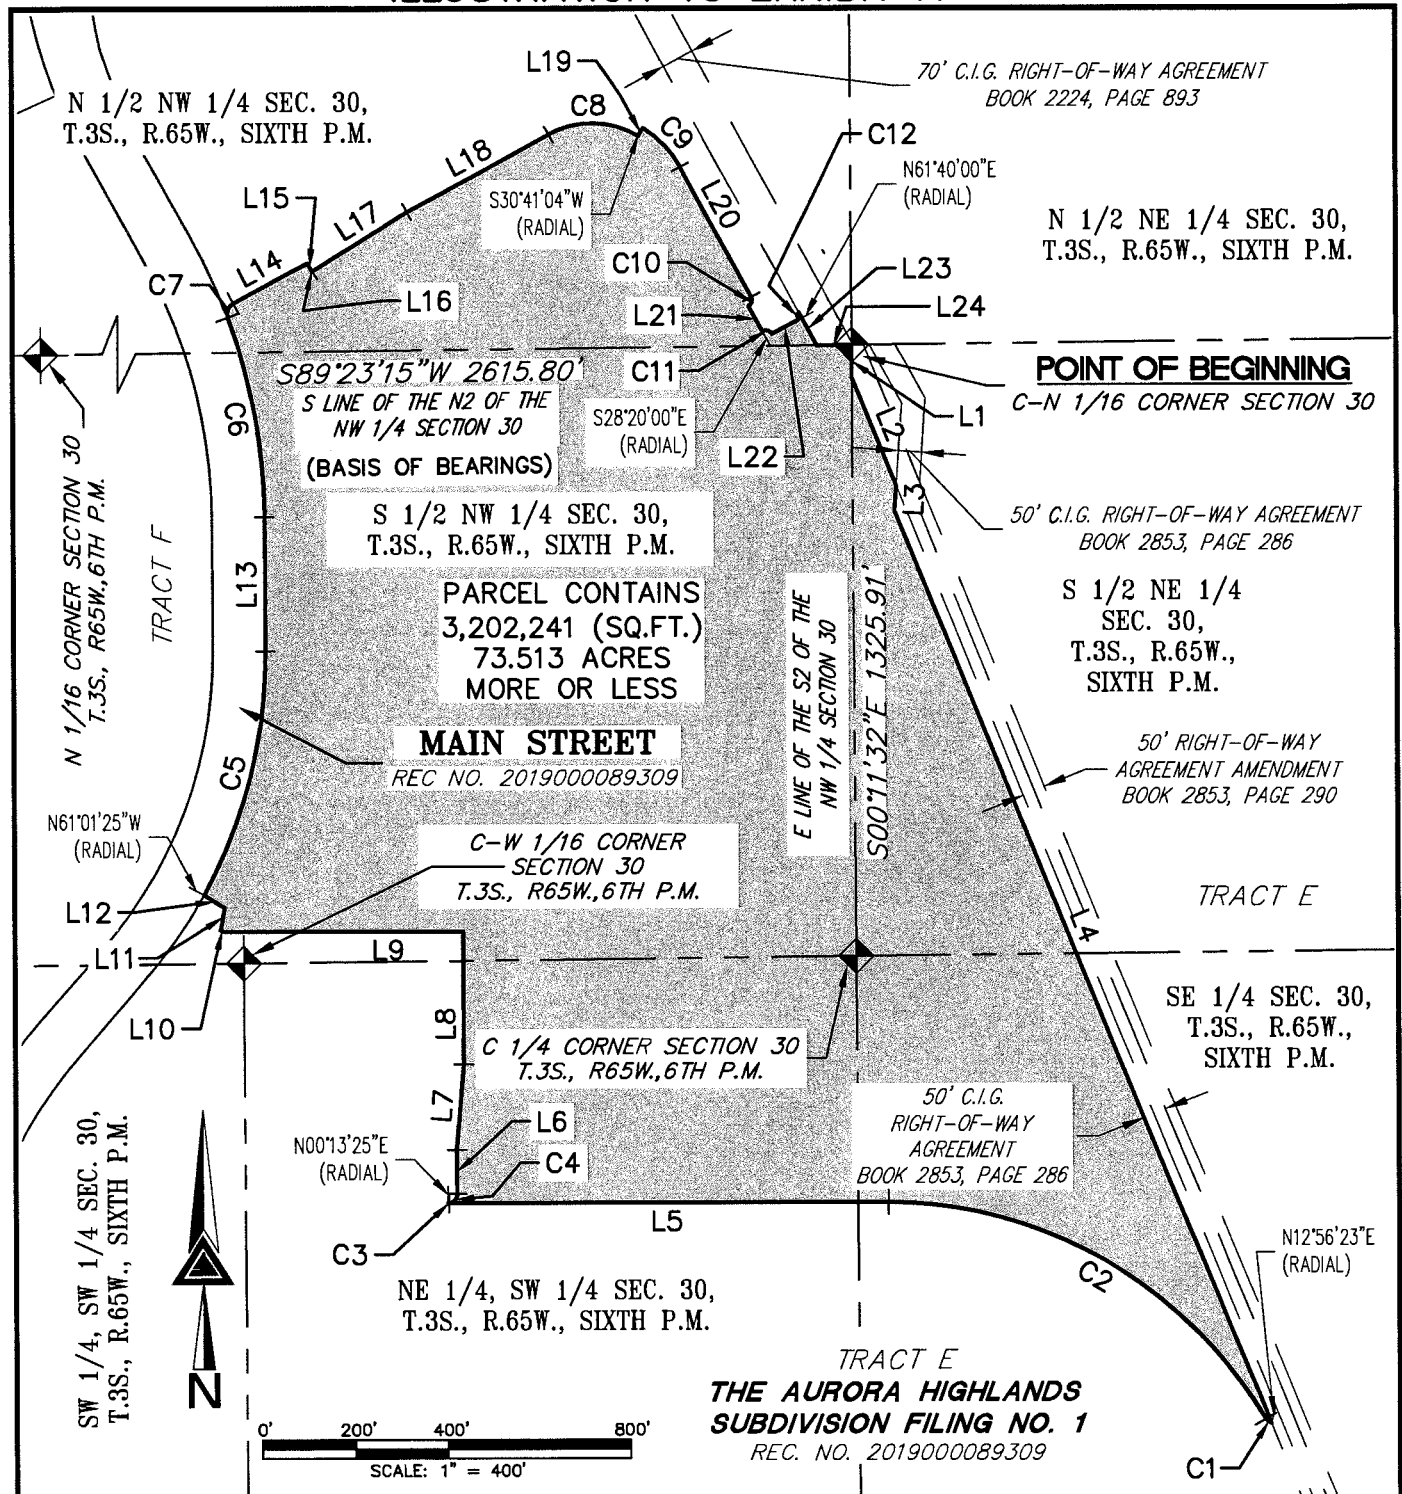 ILLUSTRATION TO EXHIBIT A
L19
C8
C9
70' C.I.G. RIGHT-OF-WAY AGREEMENT
BOOK 2224, PAGE 893
N 1/2 NW 1/4 SEC. 30,
T.3S., R.65W., SIXTH P.M.
L18
C12
N61°40'00"E
(RADIAL)
L15
L17
S30°41'04"W
(RADIAL)
L20
N 1/2 NE 1/4 SEC. 30,
T.3S., R.65W., SIXTH P.M.
C7
L14
C10
L23
L16
L21
L24
S89°23'15"W 2615.80'
S LINE OF THE N2 OF THE
NW 1/4 SECTION 30
(BASIS OF BEARINGS)
C11
POINT OF BEGINNING
C-N 1/16 CORNER SECTION 30
C6
S28°20'00"E
(RADIAL)
L22
L2
L1
N 1/16 CORNER SECTION 30
T.3S., R65W.,6TH P.M.
TRACT F
L3
S 1/2 NW 1/4 SEC. 30,
T.3S., R.65W., SIXTH P.M.
50' C.I.G. RIGHT-OF-WAY AGREEMENT
BOOK 2853, PAGE 286
L13
PARCEL CONTAINS
3,202,241 (SQ.FT.)
73.513 ACRES
MORE OR LESS
E LINE OF THE S2 OF THE
NW 1/4 SECTION 30
S00°11'32"E 1325.91'
S 1/2 NE 1/4
SEC. 30,
T.3S., R.65W.,
SIXTH P.M.
MAIN STREET
REC NO. 2019000089309
50' RIGHT-OF-WAY
AGREEMENT AMENDMENT
BOOK 2853, PAGE 290
C5
N61°01'25"W
(RADIAL)
C-W 1/16 CORNER
SECTION 30
T.3S., R65W.,6TH P.M.
TRACT E
L12
L4
L11
L9
L10
SE 1/4 SEC. 30,
T.3S., R.65W.,
SIXTH P.M.
L8
C 1/4 CORNER SECTION 30
T.3S., R65W.,6TH P.M.
L7
50' C.I.G.
RIGHT-OF-WAY
AGREEMENT
BOOK 2853, PAGE 286
SW 1/4, SW 1/4 SEC. 30,
T.3S., R.65W., SIXTH P.M.
L6
N00°13'25"E
(RADIAL)
C4
L5
C3
N12°56'23"E
(RADIAL)
C2
NE 1/4, SW 1/4 SEC. 30,
T.3S., R.65W., SIXTH P.M.
TRACT E
THE AURORA HIGHLANDS
SUBDIVISION FILING NO. 1
REC. NO. 2019000089309
N
0' 200' 400' 800'
SCALE: 1" = 400'
C1